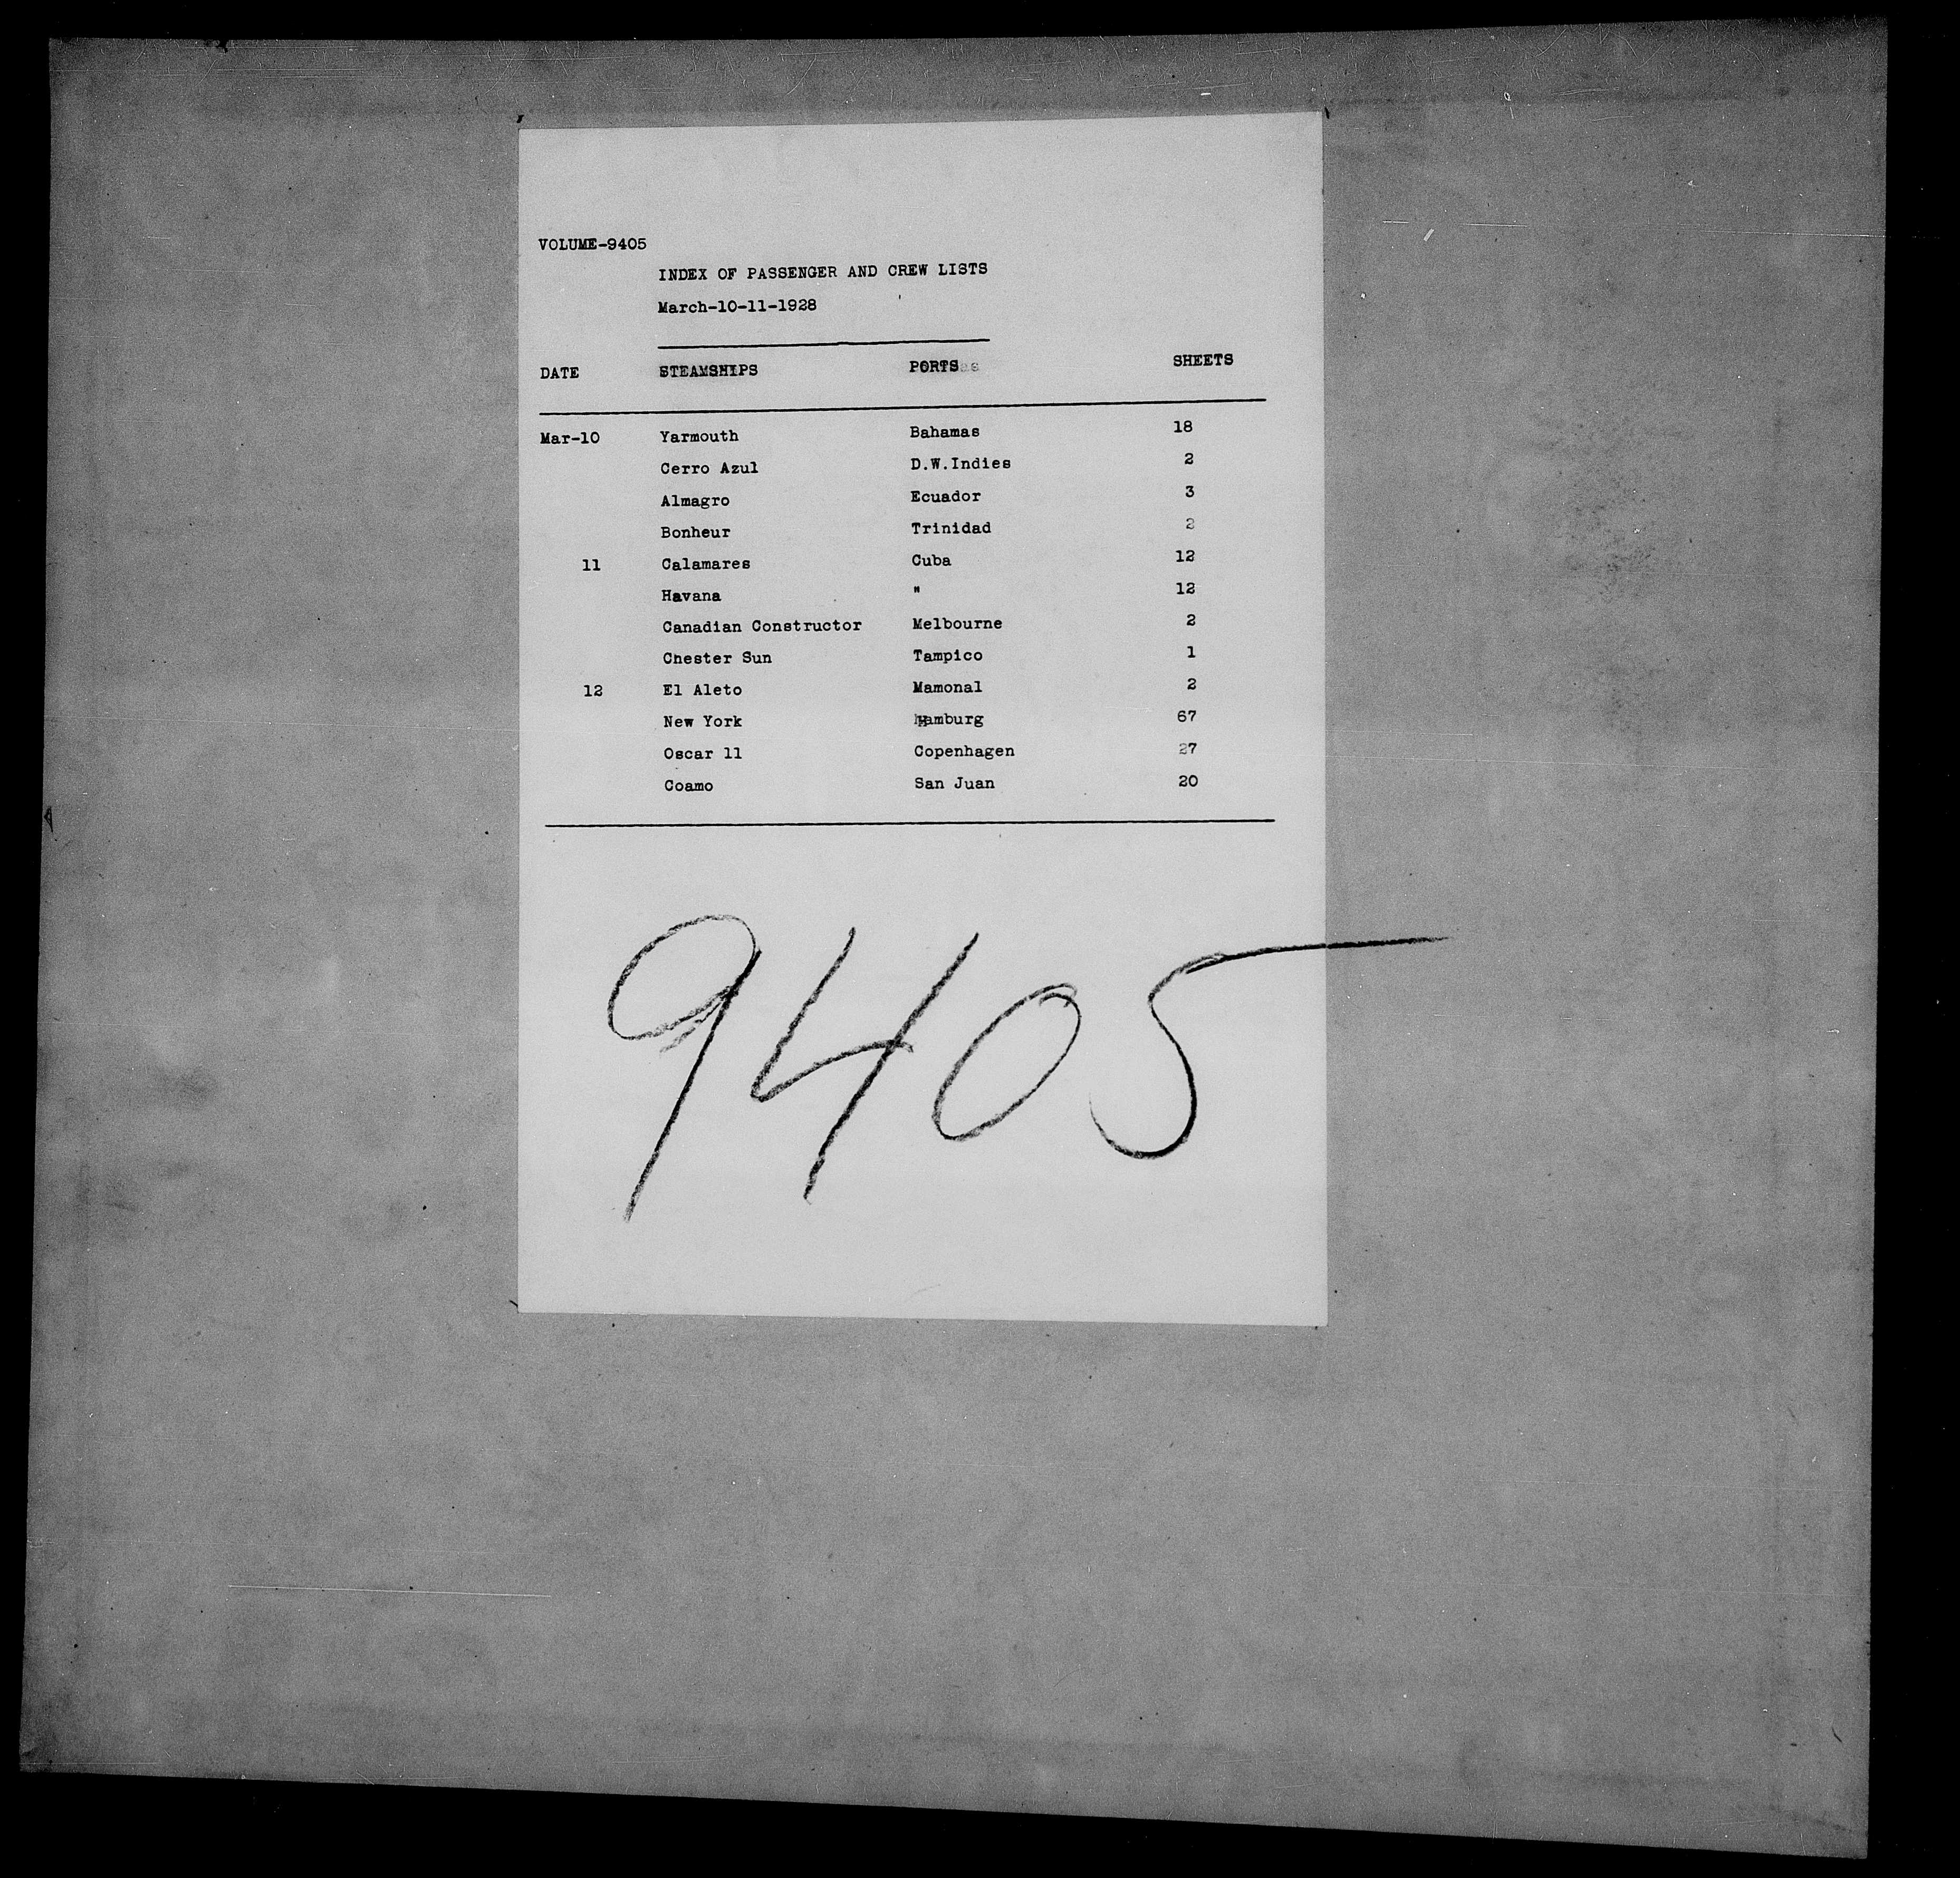 VOLUME-9405
INDEX OF PASSENGER AND CREW LISTS
March-10-11-1928
DATE STEAMSHIPS PORTS SHEETS
Mar-10 Yarmouth Bahamas 18
Cerro Azul D.W.Indies 2
Almagro Ecuador 3
Bonheur Trinidad 2
11 Calamares Cuba 12
Havana " 12
Canadian Constructor Melbourne 2
Chester Sun Tampico 1
12 El Aleto Mamonal 2
New York Hamburg 67
Oscar 11 Copenhagen 27
Coamo San Juan 20
9405